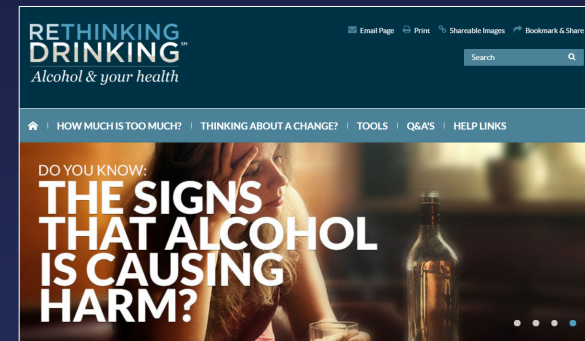 RETHINKING
DRINKING℠
Alcohol & your health
Email Page Print Shareable Images Bookmark & Share
Search
HOW MUCH IS TOO MUCH? | THINKING ABOUT A CHANGE? | TOOLS | Q&A'S | HELP LINKS
DO YOU KNOW:
THE SIGNS
THAT ALCOHOL
IS CAUSING
HARM?